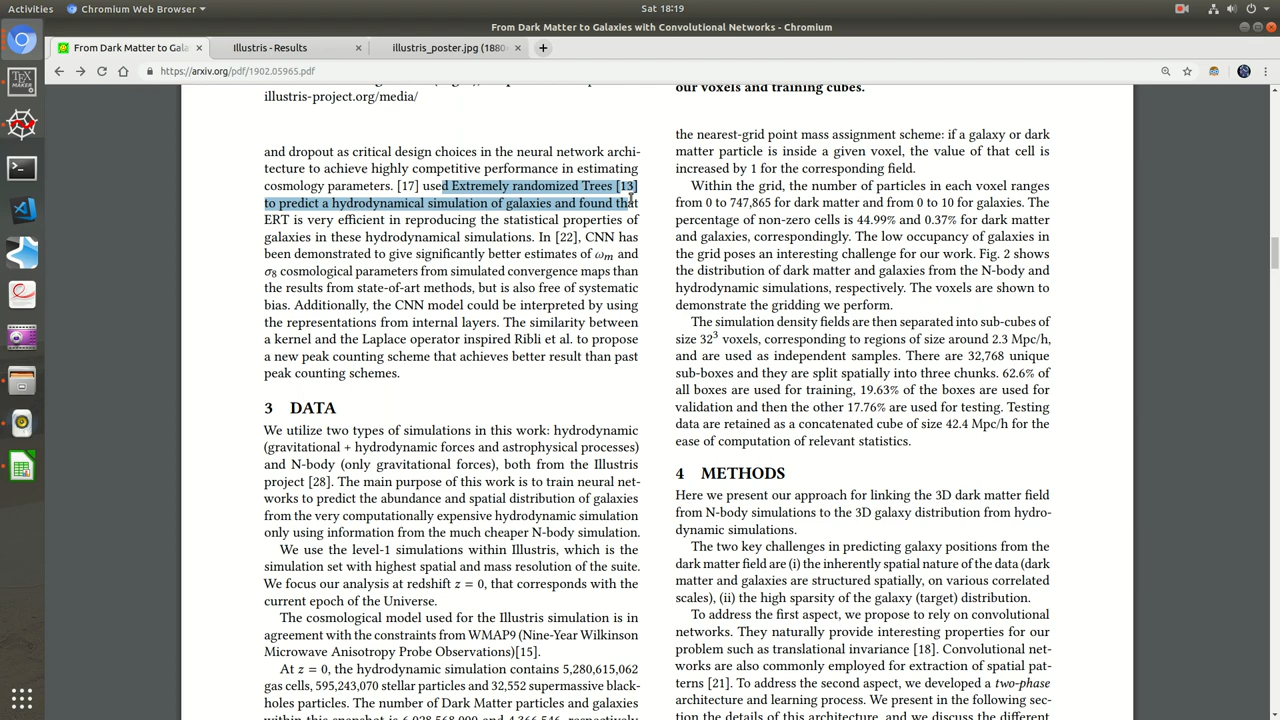 Activities
Chromium Web Browser
Sat 18:19
From Dark Matter to Galaxies with Convolutional Networks - Chromium
From Dark Matter to Gala
Illustris - Results
illustris_poster.jpg (1880
https://arxiv.org/pdf/1902.05965.pdf
illustris-project.org/media/
and dropout as critical design choices in the neural network archi-
tecture to achieve highly competitive performance in estimating
cosmology parameters. [17] used Extremely randomized Trees [13]
to predict a hydrodynamical simulation of galaxies and found that
ERT is very efficient in reproducing the statistical properties of
galaxies in these hydrodynamical simulations. In [22], CNN has
been demonstrated to give significantly better estimates of ωm and
σ8 cosmological parameters from simulated convergence maps than
the results from state-of-art methods, but is also free of systematic
bias. Additionally, the CNN model could be interpreted by using
the representations from internal layers. The similarity between
a kernel and the Laplace operator inspired Ribli et al. to propose
a new peak counting scheme that achieves better result than past
peak counting schemes.
3 DATA
We utilize two types of simulations in this work: hydrodynamic
(gravitational + hydrodynamic forces and astrophysical processes)
and N-body (only gravitational forces), both from the Illustris
project [28]. The main purpose of this work is to train neural net-
works to predict the abundance and spatial distribution of galaxies
from the very computationally expensive hydrodynamic simulation
only using information from the much cheaper N-body simulation.
We use the level-1 simulations within Illustris, which is the
simulation set with highest spatial and mass resolution of the suite.
We focus our analysis at redshift z = 0, that corresponds with the
current epoch of the Universe.
The cosmological model used for the Illustris simulation is in
agreement with the constraints from WMAP9 (Nine-Year Wilkinson
Microwave Anisotropy Probe Observations)[15].
At z = 0, the hydrodynamic simulation contains 5,280,615,062
gas cells, 595,243,070 stellar particles and 32,552 supermassive black-
holes particles. The number of Dark Matter particles and galaxies
within this snapshot is 6,028,568,000 and 4,366,546, respectively
our voxels and training cubes.
the nearest-grid point mass assignment scheme: if a galaxy or dark
matter particle is inside a given voxel, the value of that cell is
increased by 1 for the corresponding field.
Within the grid, the number of particles in each voxel ranges
from 0 to 747,865 for dark matter and from 0 to 10 for galaxies. The
percentage of non-zero cells is 44.99% and 0.37% for dark matter
and galaxies, correspondingly. The low occupancy of galaxies in
the grid poses an interesting challenge for our work. Fig. 2 shows
the distribution of dark matter and galaxies from the N-body and
hydrodynamic simulations, respectively. The voxels are shown to
demonstrate the gridding we perform.
The simulation density fields are then separated into sub-cubes of
size 32³ voxels, corresponding to regions of size around 2.3 Mpc/h,
and are used as independent samples. There are 32,768 unique
sub-boxes and they are split spatially into three chunks. 62.6% of
all boxes are used for training, 19.63% of the boxes are used for
validation and then the other 17.76% are used for testing. Testing
data are retained as a concatenated cube of size 42.4 Mpc/h for the
ease of computation of relevant statistics.
4 METHODS
Here we present our approach for linking the 3D dark matter field
from N-body simulations to the 3D galaxy distribution from hydro-
dynamic simulations.
The two key challenges in predicting galaxy positions from the
dark matter field are (i) the inherently spatial nature of the data (dark
matter and galaxies are structured spatially, on various correlated
scales), (ii) the high sparsity of the galaxy (target) distribution.
To address the first aspect, we propose to rely on convolutional
networks. They naturally provide interesting properties for our
problem such as translational invariance [18]. Convolutional net-
works are also commonly employed for extraction of spatial pat-
terns [21]. To address the second aspect, we developed a two-phase
architecture and learning process. We present in the following sec-
tion the details of this architecture, and we discuss the different